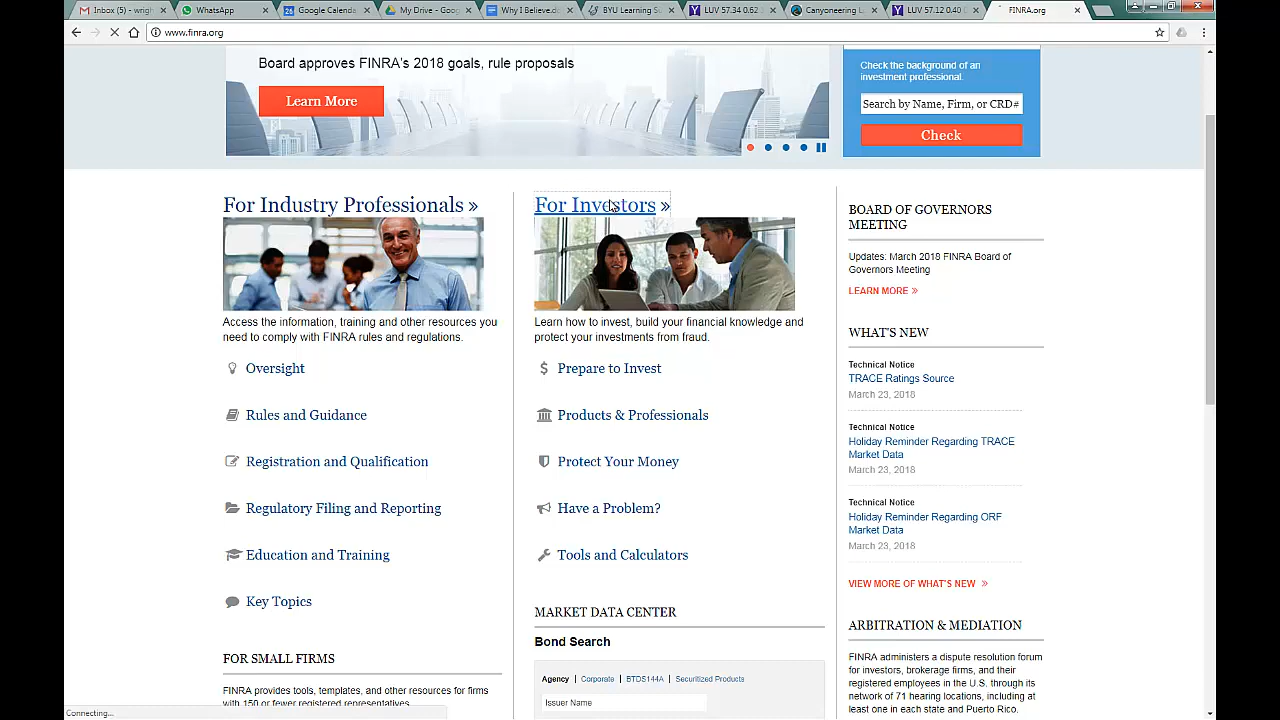 Inbox (5) - wrigh
WhatsApp
Google Calenda
My Drive - Goog
Why I Believe.do
BYU Learning Su
LUV 57.34 0.62
Canyoneering L
LUV 57.12 0.40
FINRA.org
www.finra.org
Board approves FINRA's 2018 goals, rule proposals
Learn More
Check the background of an
investment professional.
Search by Name, Firm, or CRD#
Check
For Industry Professionals »
Access the information, training and other resources you
need to comply with FINRA rules and regulations.
Oversight
Rules and Guidance
Registration and Qualification
Regulatory Filing and Reporting
Education and Training
Key Topics
FOR SMALL FIRMS
FINRA provides tools, templates, and other resources for firms
with 150 or fewer registered representatives.
For Investors »
Learn how to invest, build your financial knowledge and
protect your investments from fraud.
Prepare to Invest
Products & Professionals
Protect Your Money
Have a Problem?
Tools and Calculators
MARKET DATA CENTER
Bond Search
Agency | Corporate | BTDS144A | Securitized Products
Issuer Name
BOARD OF GOVERNORS
MEETING
Updates: March 2018 FINRA Board of
Governors Meeting
LEARN MORE »
WHAT'S NEW
Technical Notice
TRACE Ratings Source
March 23, 2018
Technical Notice
Holiday Reminder Regarding TRACE
Market Data
March 23, 2018
Technical Notice
Holiday Reminder Regarding ORF
Market Data
March 23, 2018
VIEW MORE OF WHAT'S NEW »
ARBITRATION & MEDIATION
FINRA administers a dispute resolution forum
for investors, brokerage firms, and their
registered employees in the U.S. through its
network of 71 hearing locations, including at
least one in each state and Puerto Rico.
Connecting...